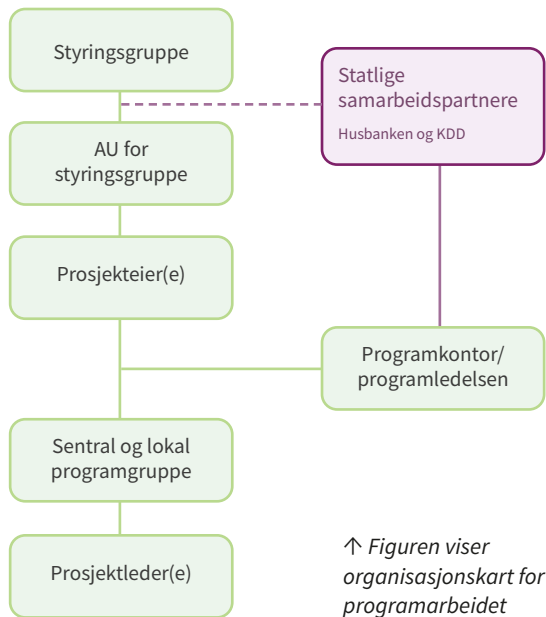 Styringsgruppe
Statlige
samarbeidspartnere
Husbanken og KDD
AU for
styringsgruppe
Prosjekteier(e)
Programkontor/
programledelsen
Sentral og lokal
programgruppe
Prosjektleder(e)
↑ Figuren viser
organisasjonskart for
programarbeidet